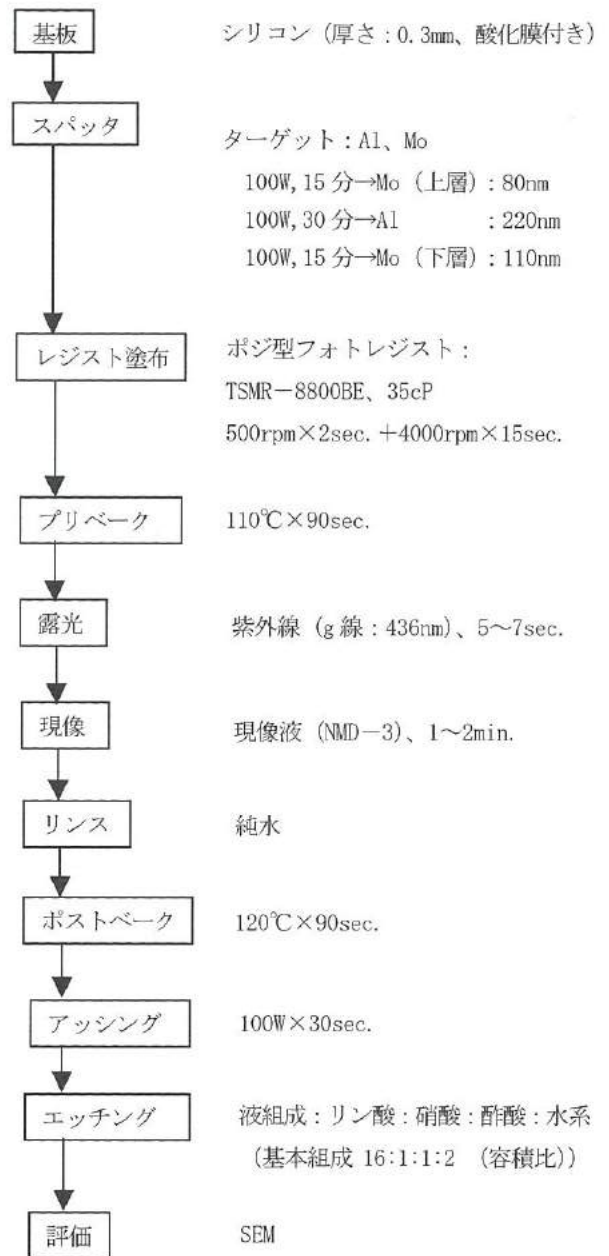 基板
シリコン (厚さ:0.3mm、酸化膜付き)
スパッタ
ターゲット:Al、Mo
100W,15分→Mo (上層):80nm
100W,30分→Al :220nm
100W,15分→Mo (下層):110nm
レジスト塗布
ポジ型フォトレジスト:
TSMR-8800BE、35cP
500rpm×2sec.+4000rpm×15sec.
プリベーク
110℃×90sec.
露光
紫外線 (g線:436nm)、5~7sec.
現像
現像液 (NMD-3)、1~2min.
リンス
純水
ポストベーク
120℃×90sec.
アッシング
100W×30sec.
エッチング
液組成:リン酸:硝酸:酢酸:水系
(基本組成 16:1:1:2 (容積比))
評価
SEM